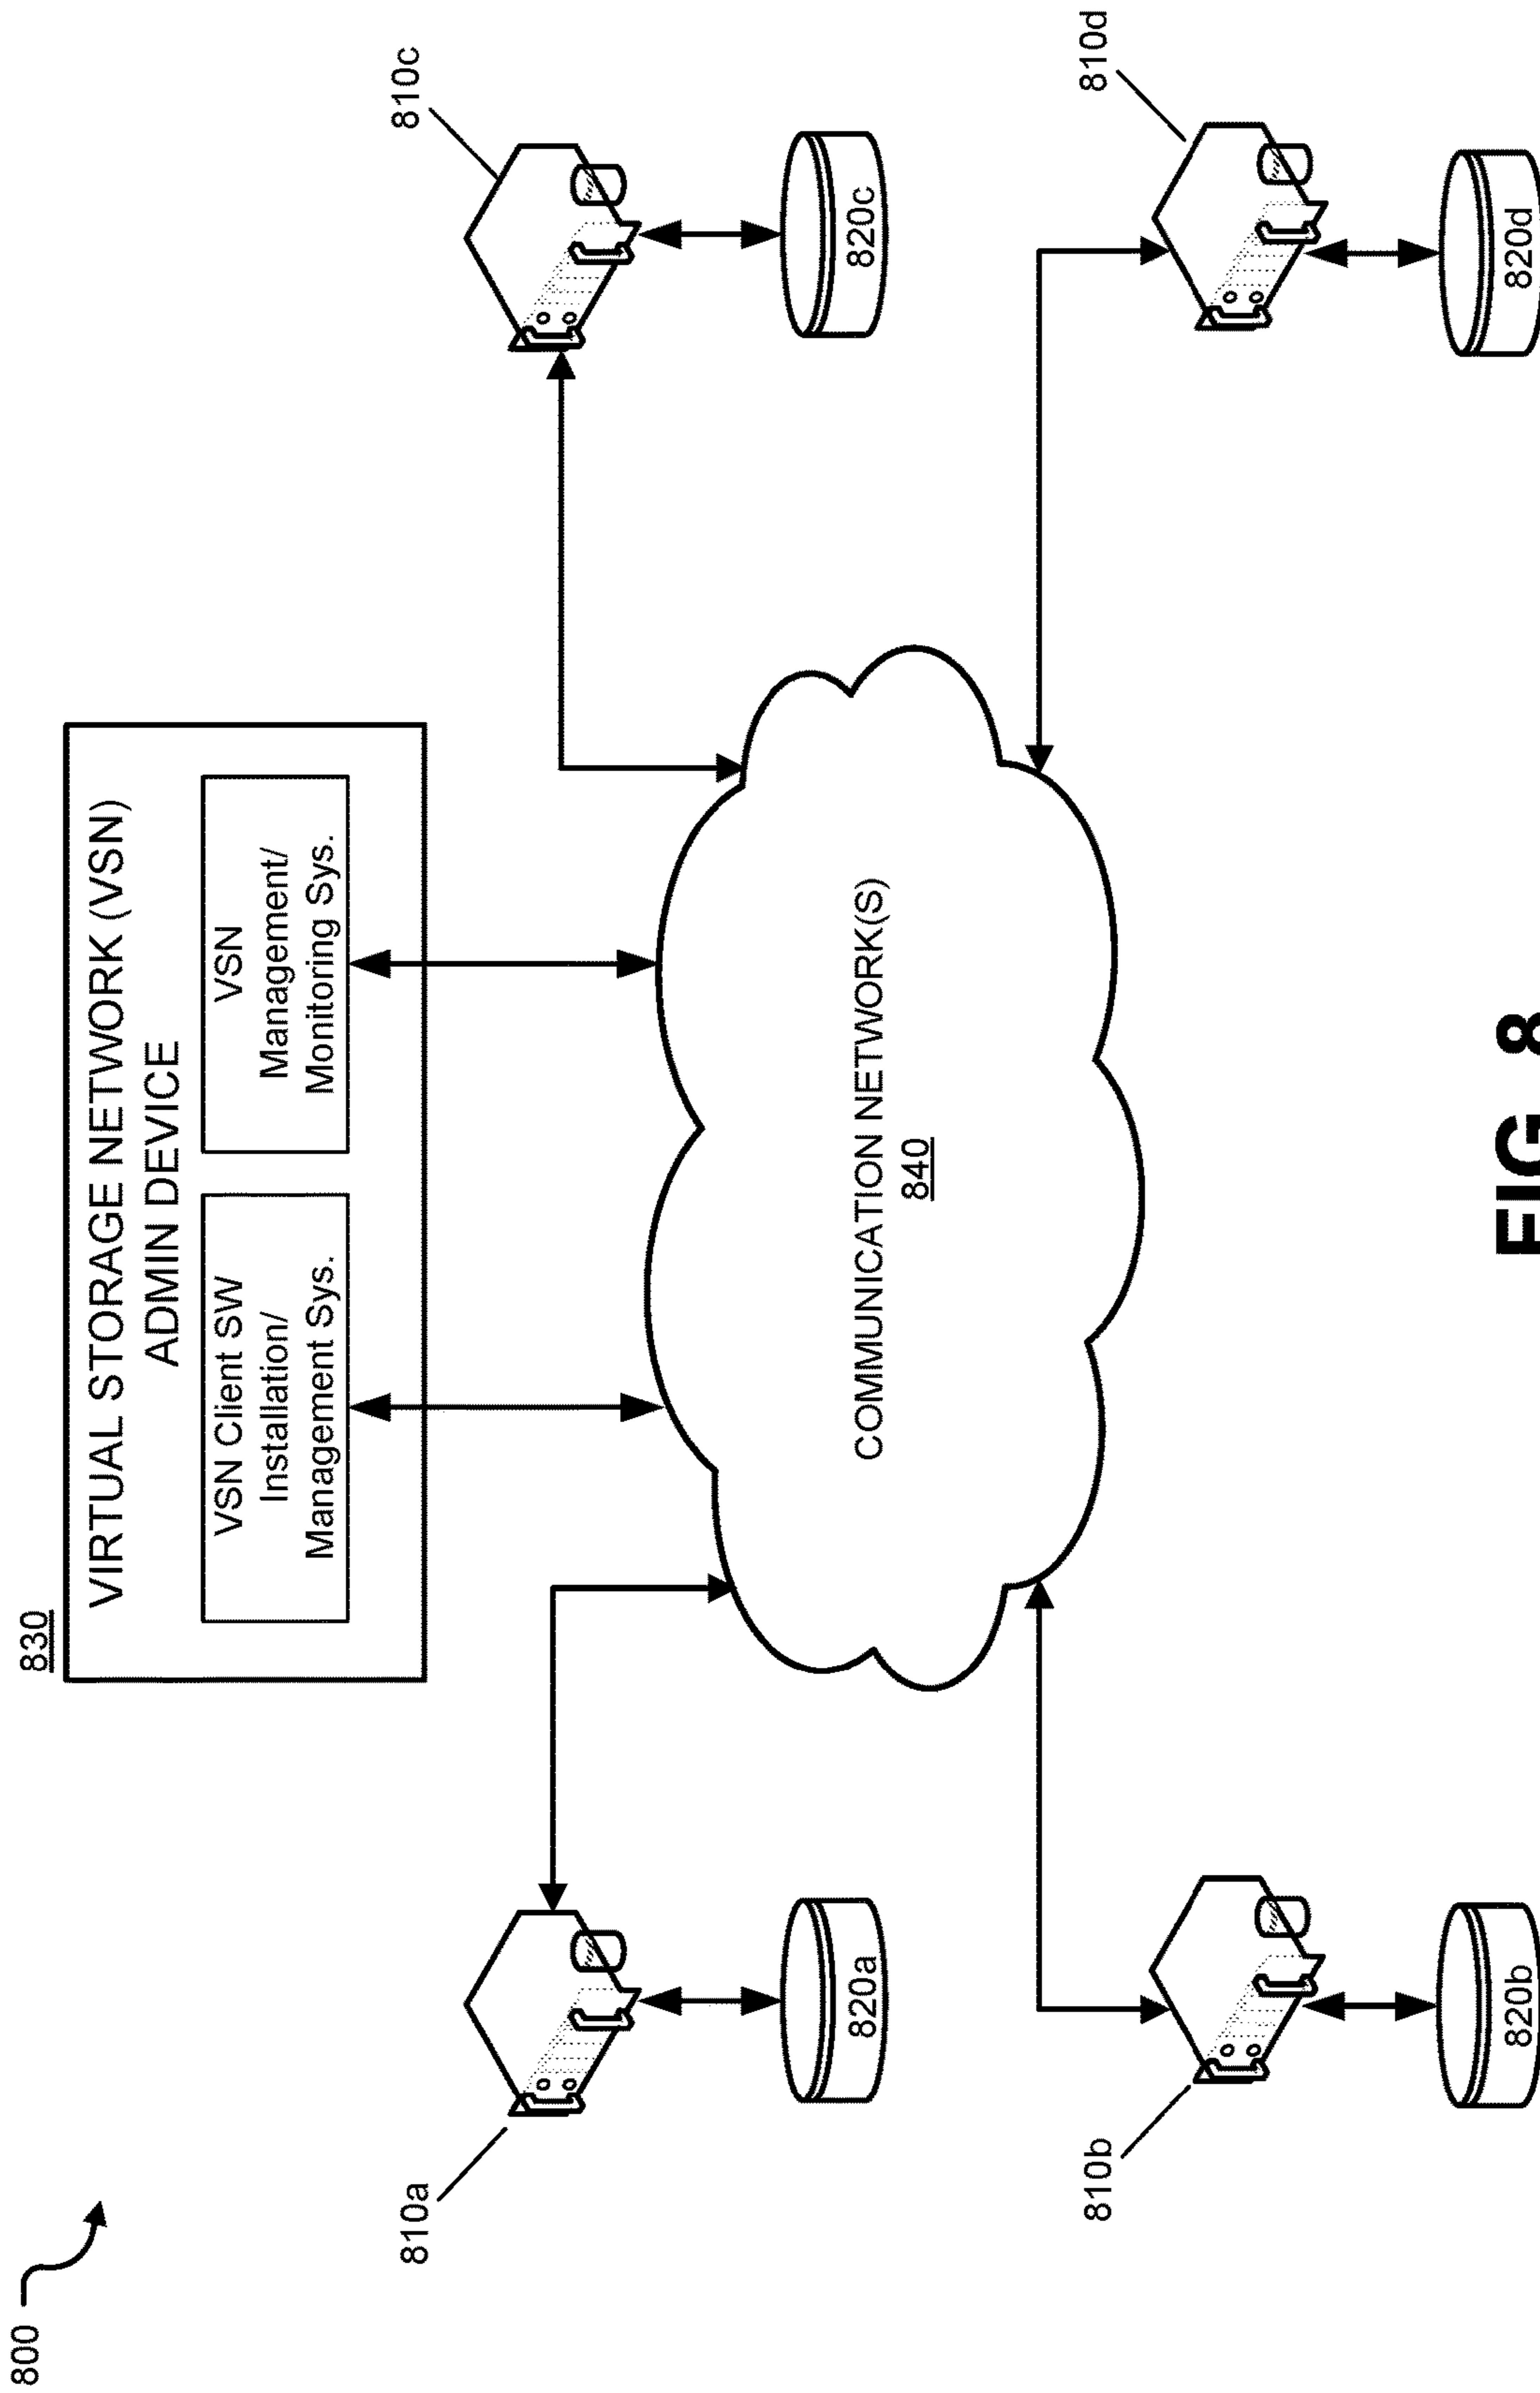 800
830
VIRTUAL STORAGE NETWORK (VSN)
ADMIN DEVICE
VSN Client SW
Installation/
Management Sys.
VSN
Management/
Monitoring Sys.
810a
810c
820a
820c
COMMUNICATION NETWORK(S)
840
810b
810d
820b
820d
FIG. 8